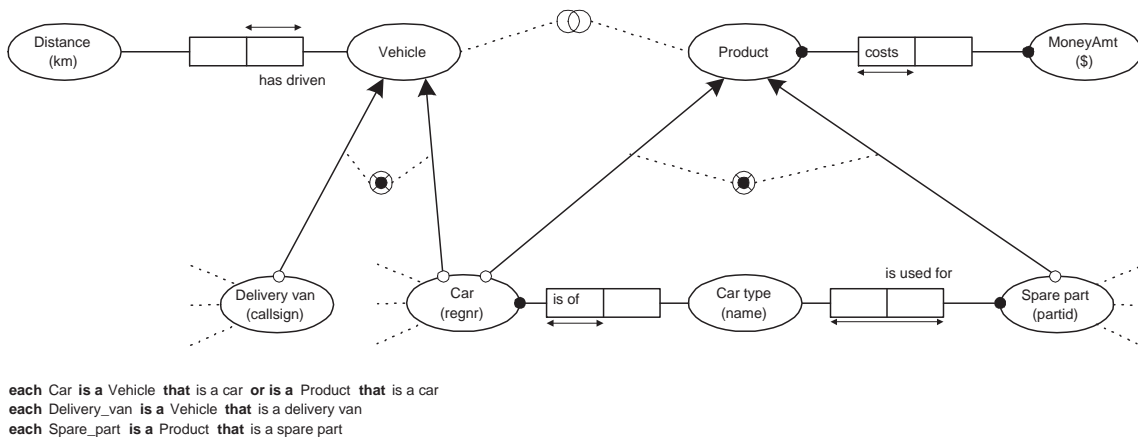 Distance
(km)
has driven
Vehicle
Product
costs
MoneyAmt
($)
Delivery van
(callsign)
Car
(regnr)
is of
Car type
(name)
is used for
Spare part
(partid)
each Car is a Vehicle that is a car or is a Product that is a car
each Delivery_van is a Vehicle that is a delivery van
each Spare_part is a Product that is a spare part